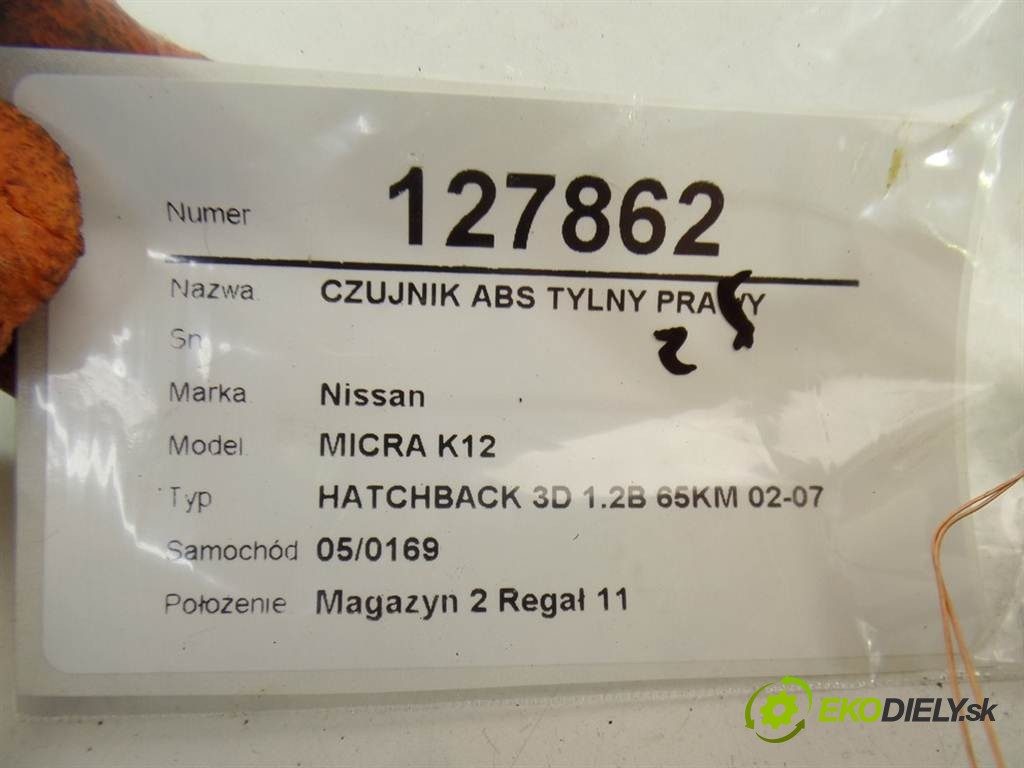 Numer 127862
Nazwa CZUJNIK ABS TYLNY PRAWY
Sn
2
Marka Nissan
Model MICRA K12
Typ HATCHBACK 3D 1.2B 65KM 02-07
Samochód 05/0169
Położenie Magazyn 2 Regał 11
EKODIELY.sk